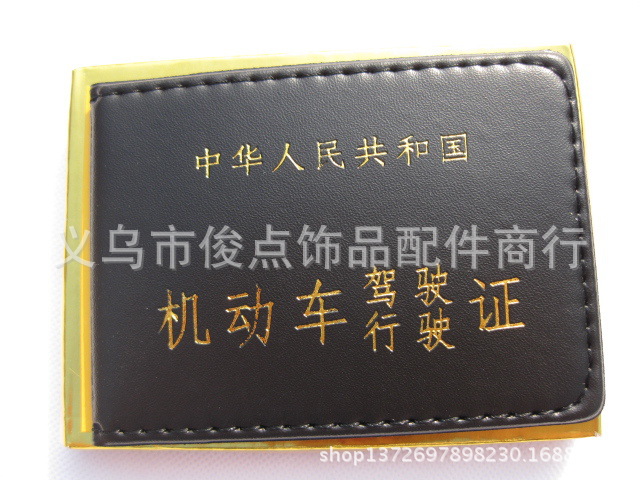 中华人民共和国
义乌市俊点饰品配件商行
机动车驾驶证
行驶
shop1372697898230.1688